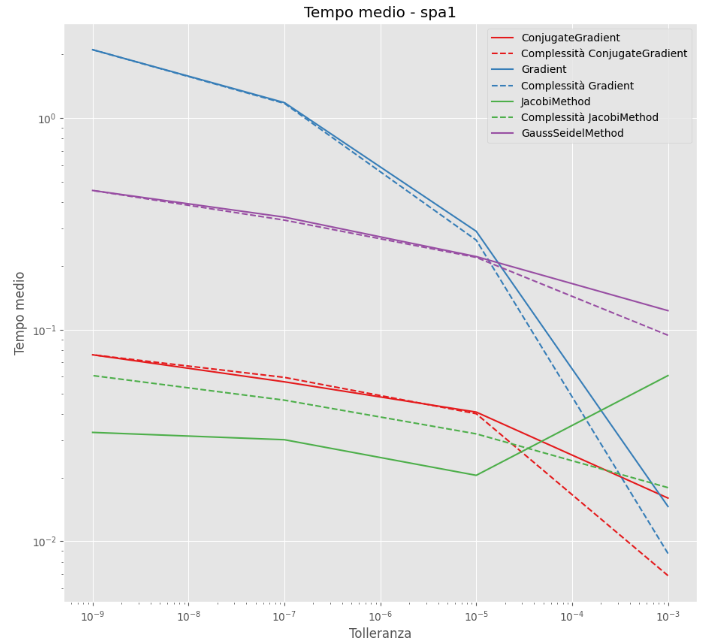 Tempo medio - spa1
ConjugateGradient
Complessità ConjugateGradient
Gradient
Complessità Gradient
JacobiMethod
Complessità JacobiMethod
GaussSeidelMethod
Tempo medio
10⁰
10⁻¹
10⁻²
10⁻⁹ 10⁻⁸ 10⁻⁷ 10⁻⁶ 10⁻⁵ 10⁻⁴ 10⁻³
Tolleranza